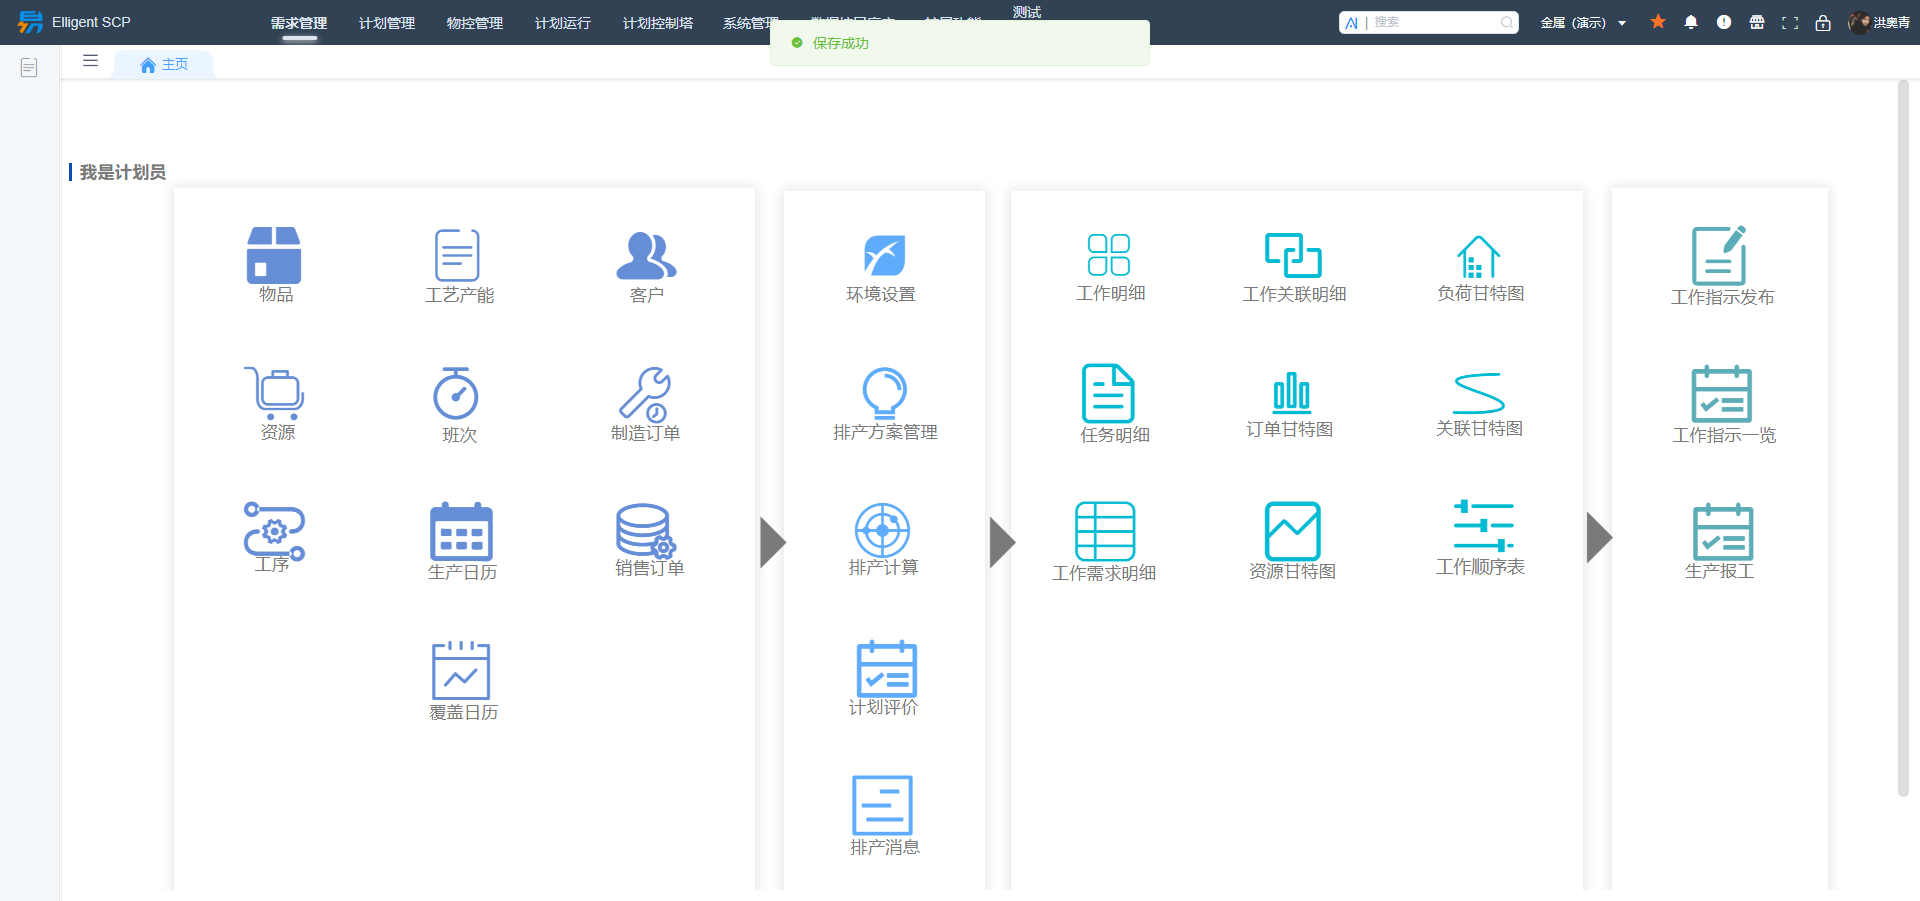 Elligent SCP
需求管理
计划管理
物控管理
计划运行
计划控制塔
系统管理
测试
AI | 搜索
金属（演示）
洪奥青
保存成功
主页
我是计划员
物品
工艺产能
客户
资源
班次
制造订单
工序
生产日历
销售订单
覆盖日历
环境设置
排产方案管理
排产计算
计划评价
排产消息
工作明细
工作关联明细
负荷甘特图
任务明细
订单甘特图
关联甘特图
工作需求明细
资源甘特图
工作顺序表
工作指示发布
工作指示一览
生产报工